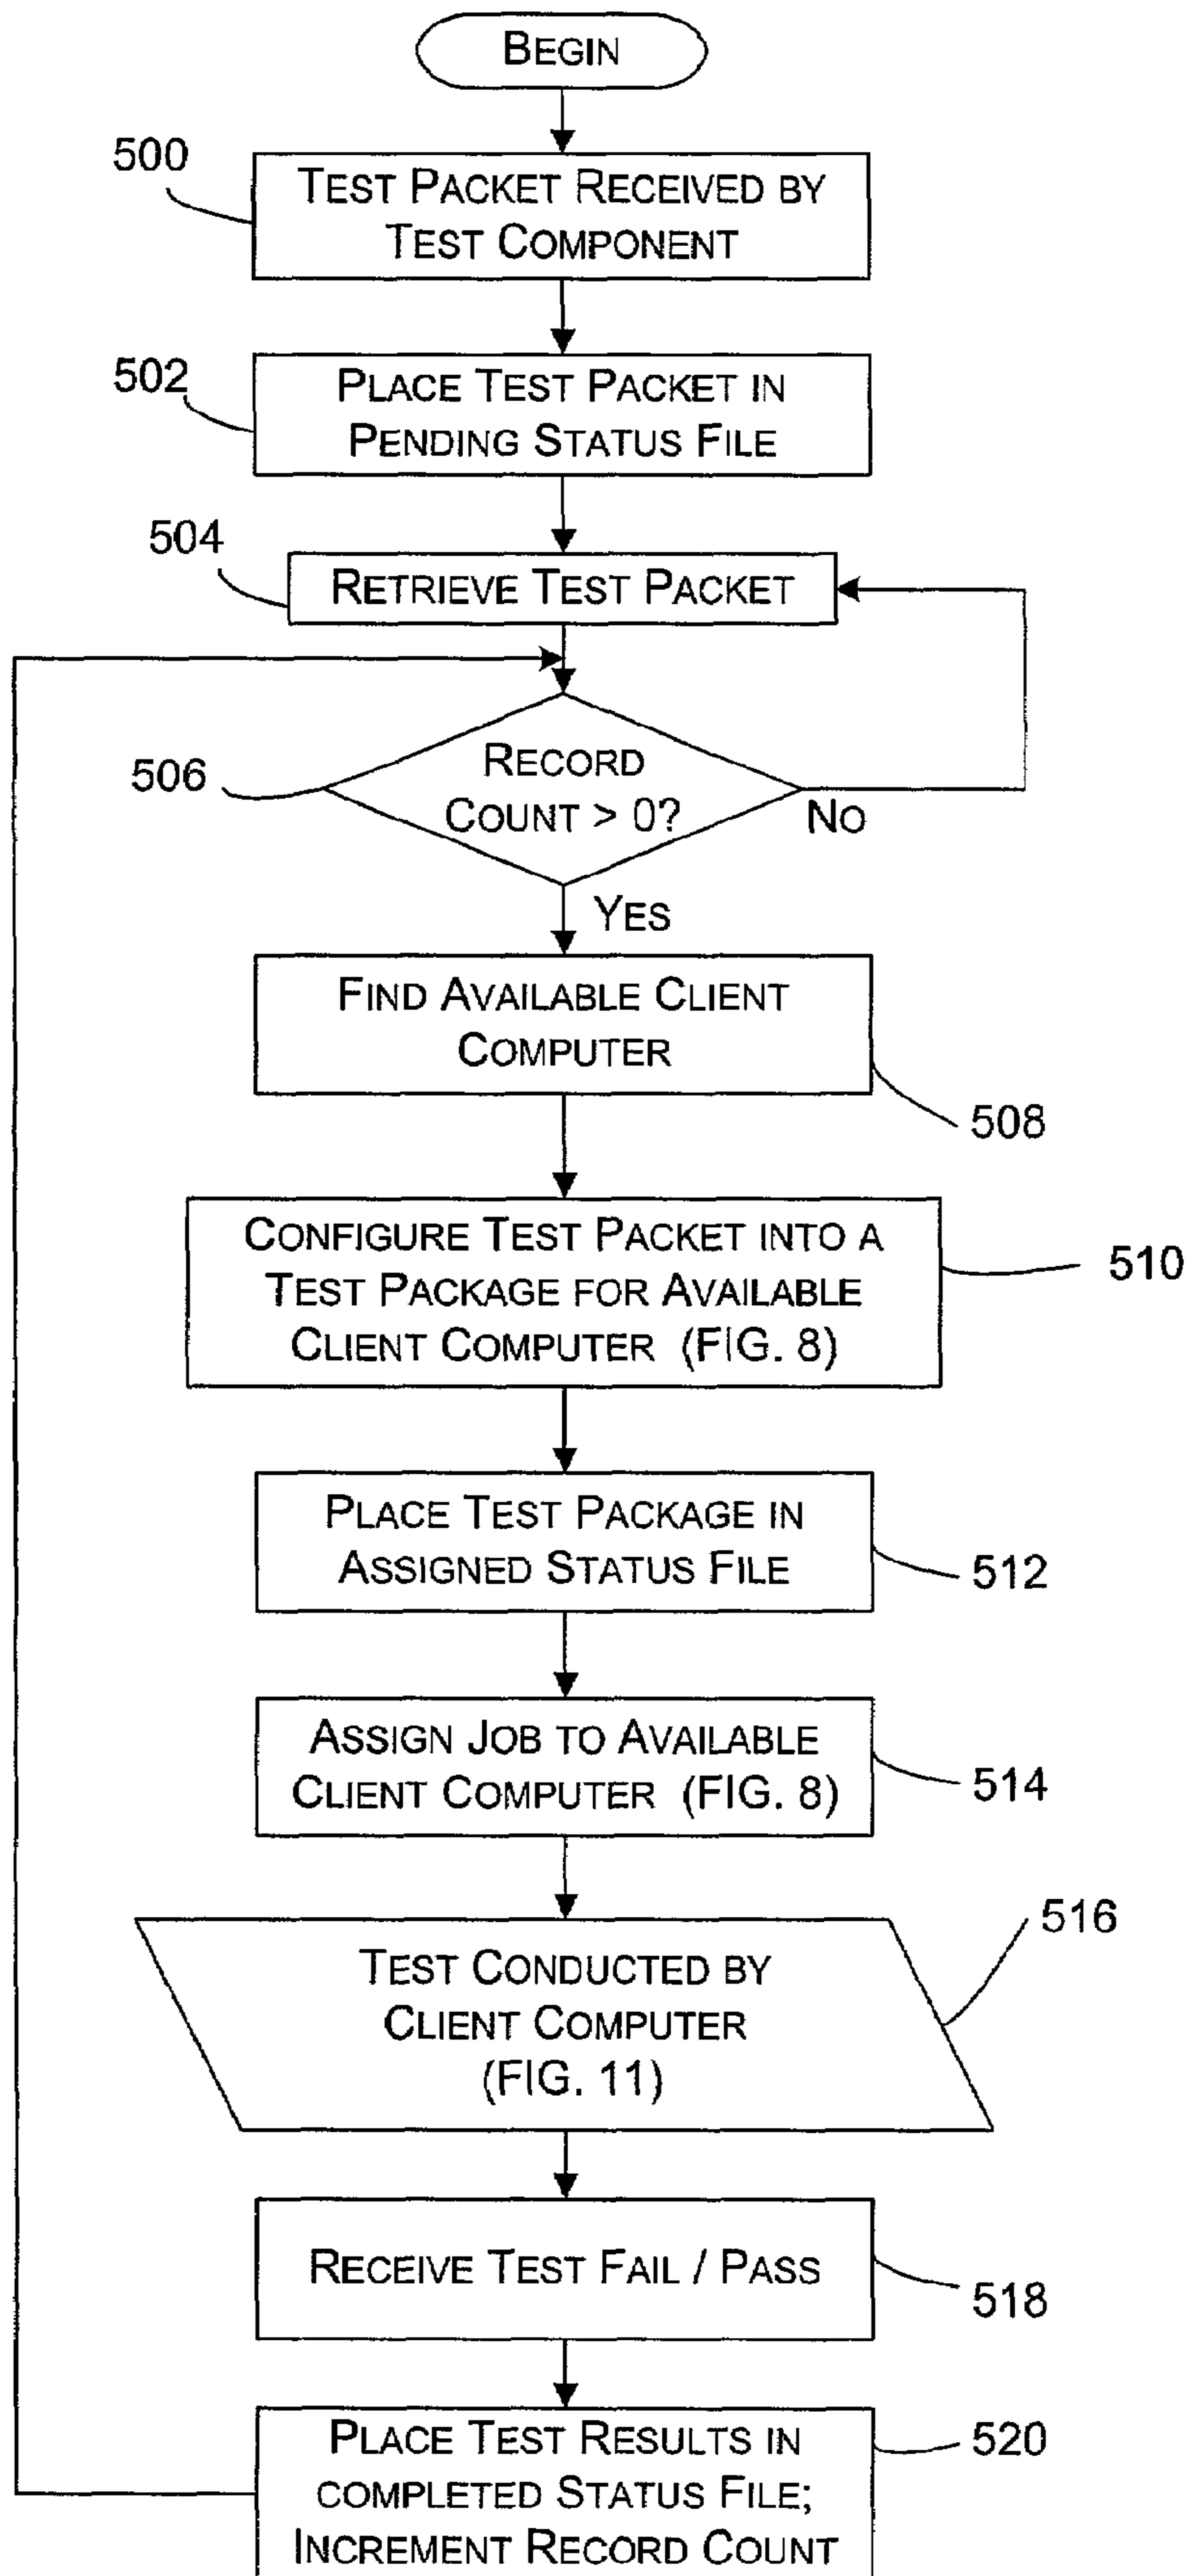 BEGIN
500
TEST PACKET RECEIVED BY
TEST COMPONENT
502
PLACE TEST PACKET IN
PENDING STATUS FILE
504
RETRIEVE TEST PACKET
506
RECORD
COUNT > 0?
NO
YES
FIND AVAILABLE CLIENT
COMPUTER
508
CONFIGURE TEST PACKET INTO A
TEST PACKAGE FOR AVAILABLE
CLIENT COMPUTER (FIG. 8)
510
PLACE TEST PACKAGE IN
ASSIGNED STATUS FILE
512
ASSIGN JOB TO AVAILABLE
CLIENT COMPUTER (FIG. 8)
514
TEST CONDUCTED BY
CLIENT COMPUTER
(FIG. 11)
516
RECEIVE TEST FAIL / PASS
518
PLACE TEST RESULTS IN
COMPLETED STATUS FILE;
INCREMENT RECORD COUNT
520